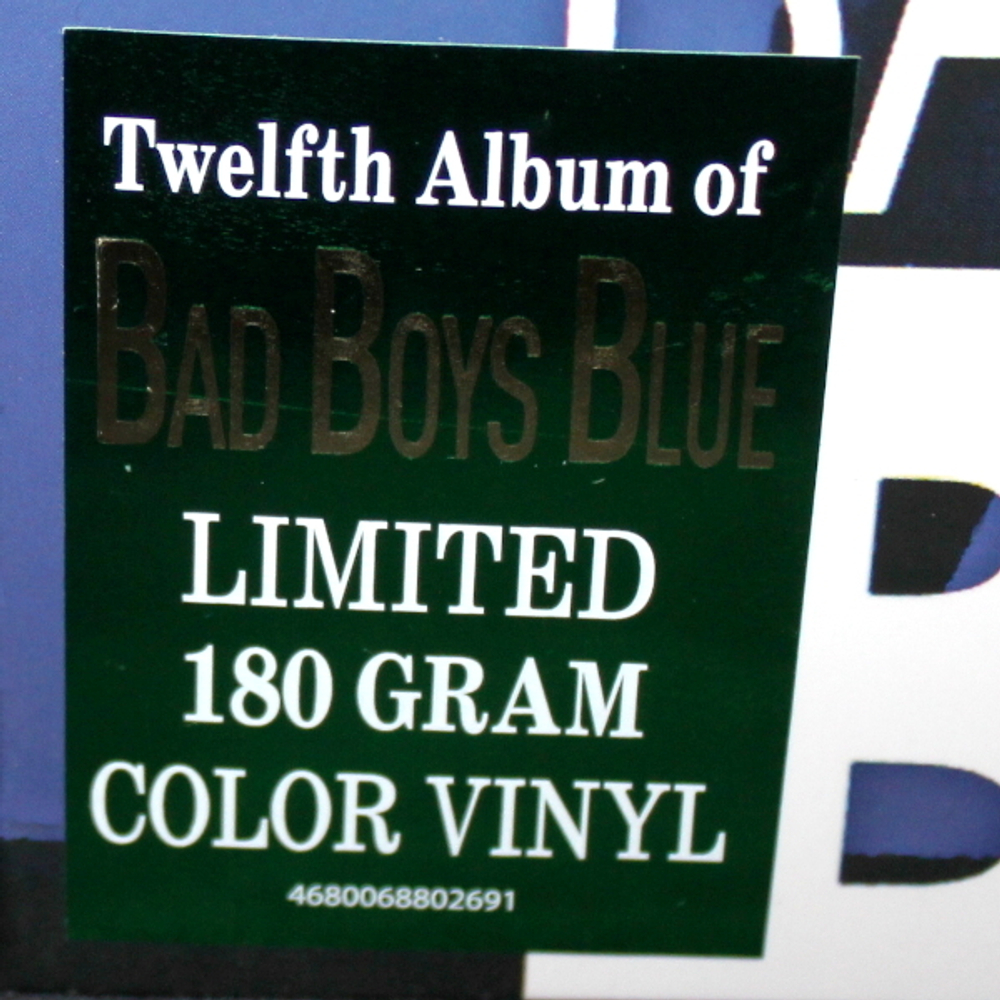 Twelfth Album of
BAD BOYS BLUE
LIMITED
180 GRAM
COLOR VINYL
4680068802691